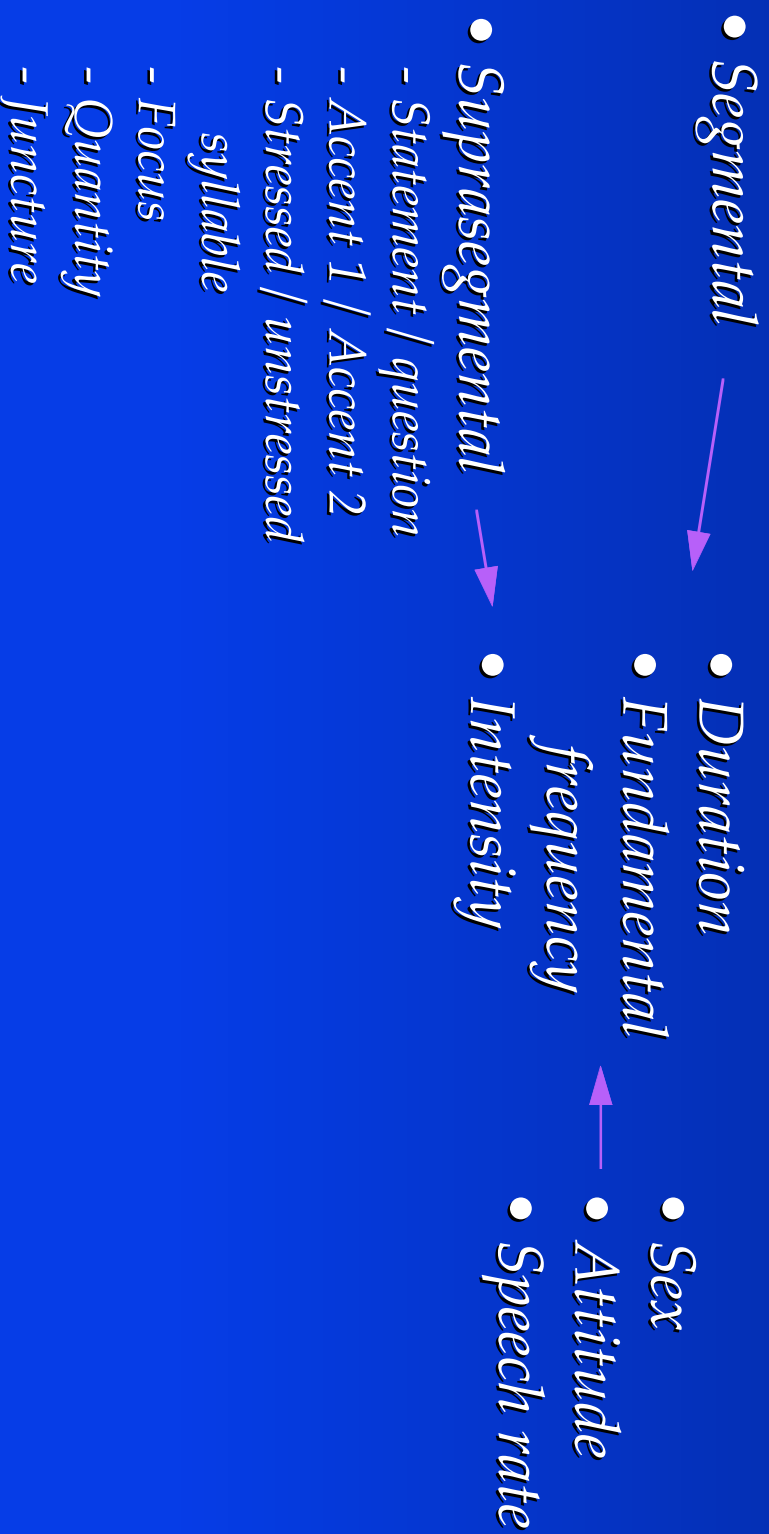 • Segmental
• Suprasegmental
- Statement / question
- Accent 1 / Accent 2
- Stressed / unstressed
syllable
- Focus
- Quantity
- Juncture
• Duration
• Fundamental
frequency
• Intensity
• Sex
• Attitude
• Speech rate